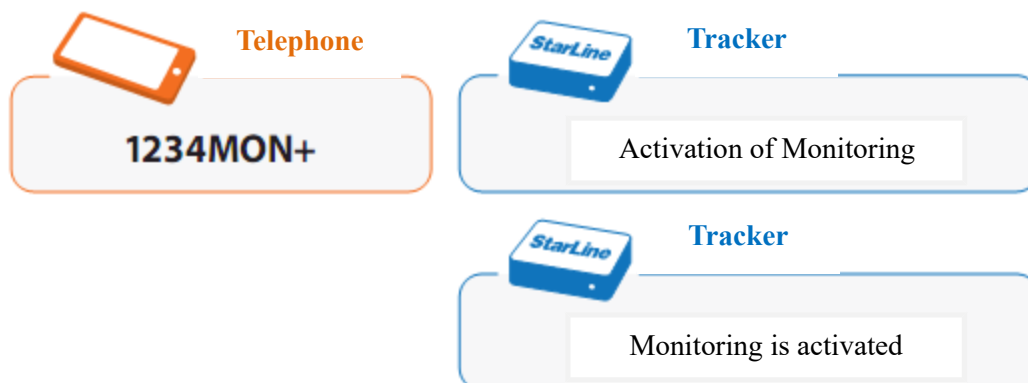 Telephone
StarLine
Tracker
1234MON+
Activation of Monitoring
StarLine
Tracker
Monitoring is activated